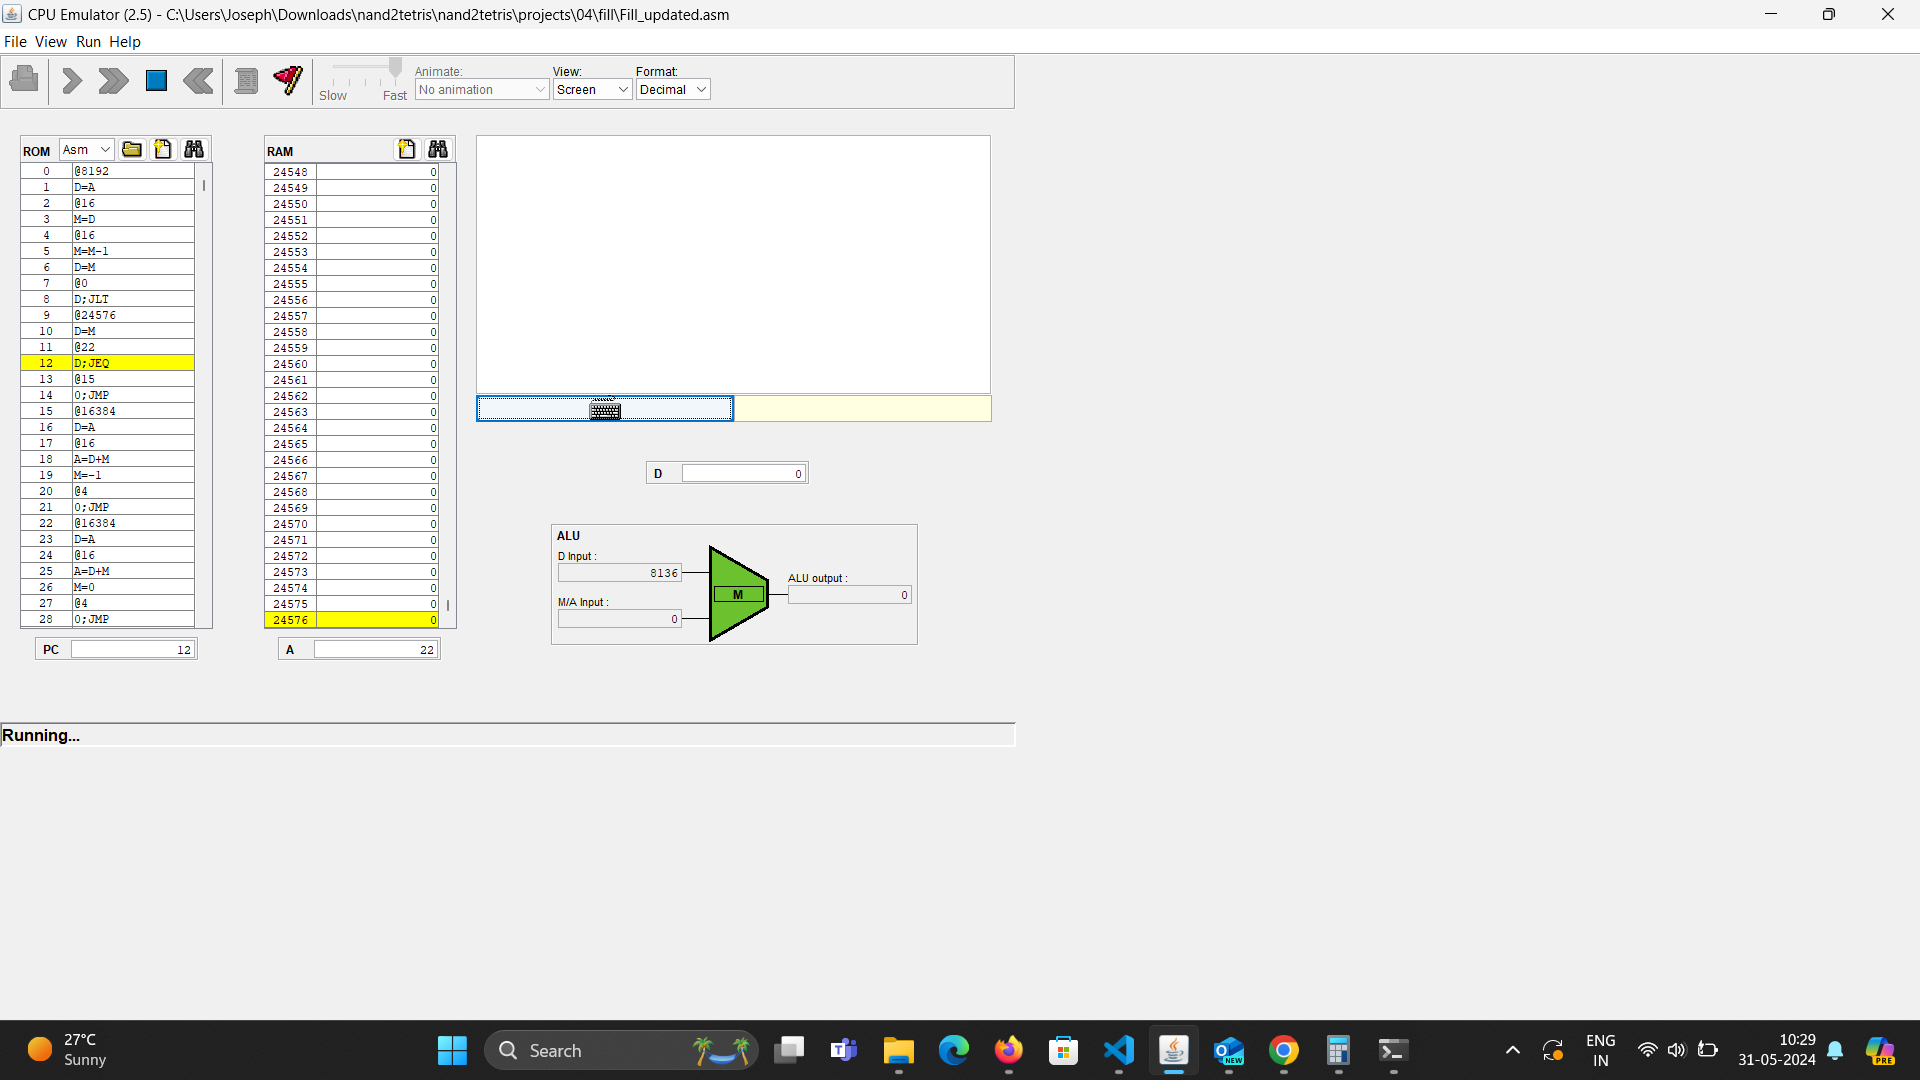 CPU Emulator (2.5) - C:\Users\Joseph\Downloads\nand2tetris\nand2tetris\projects\04\fill\Fill_updated.asm
File View Run Help
Slow Fast
Animate:
No animation
View:
Screen
Format:
Decimal
ROM Asm
0 @8192
1 D=A
2 @16
3 M=D
4 @16
5 M=M-1
6 D=M
7 @0
8 D;JLT
9 @24576
10 D=M
11 @22
12 D;JEQ
13 @15
14 0;JMP
15 @16384
16 D=A
17 @16
18 A=D+M
19 M=-1
20 @4
21 0;JMP
22 @16384
23 D=A
24 @16
25 A=D+M
26 M=0
27 @4
28 0;JMP
PC 12
RAM
24548 0
24549 0
24550 0
24551 0
24552 0
24553 0
24554 0
24555 0
24556 0
24557 0
24558 0
24559 0
24560 0
24561 0
24562 0
24563 0
24564 0
24565 0
24566 0
24567 0
24568 0
24569 0
24570 0
24571 0
24572 0
24573 0
24574 0
24575 0
24576 0
A 22
D 0
ALU
D Input :
8136
M/A Input :
0
M
ALU output :
0
Running...
27°C
Sunny
Search
NEW
ENG
IN
10:29
31-05-2024
PRE